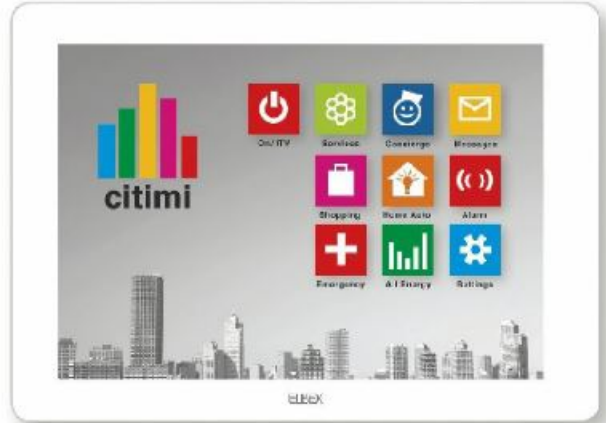 citimi
On/ITV
Services
Concierge
Messages
Shopping
Home Auto
Alarm
Emergency
A I Energy
Settings
ELBEX